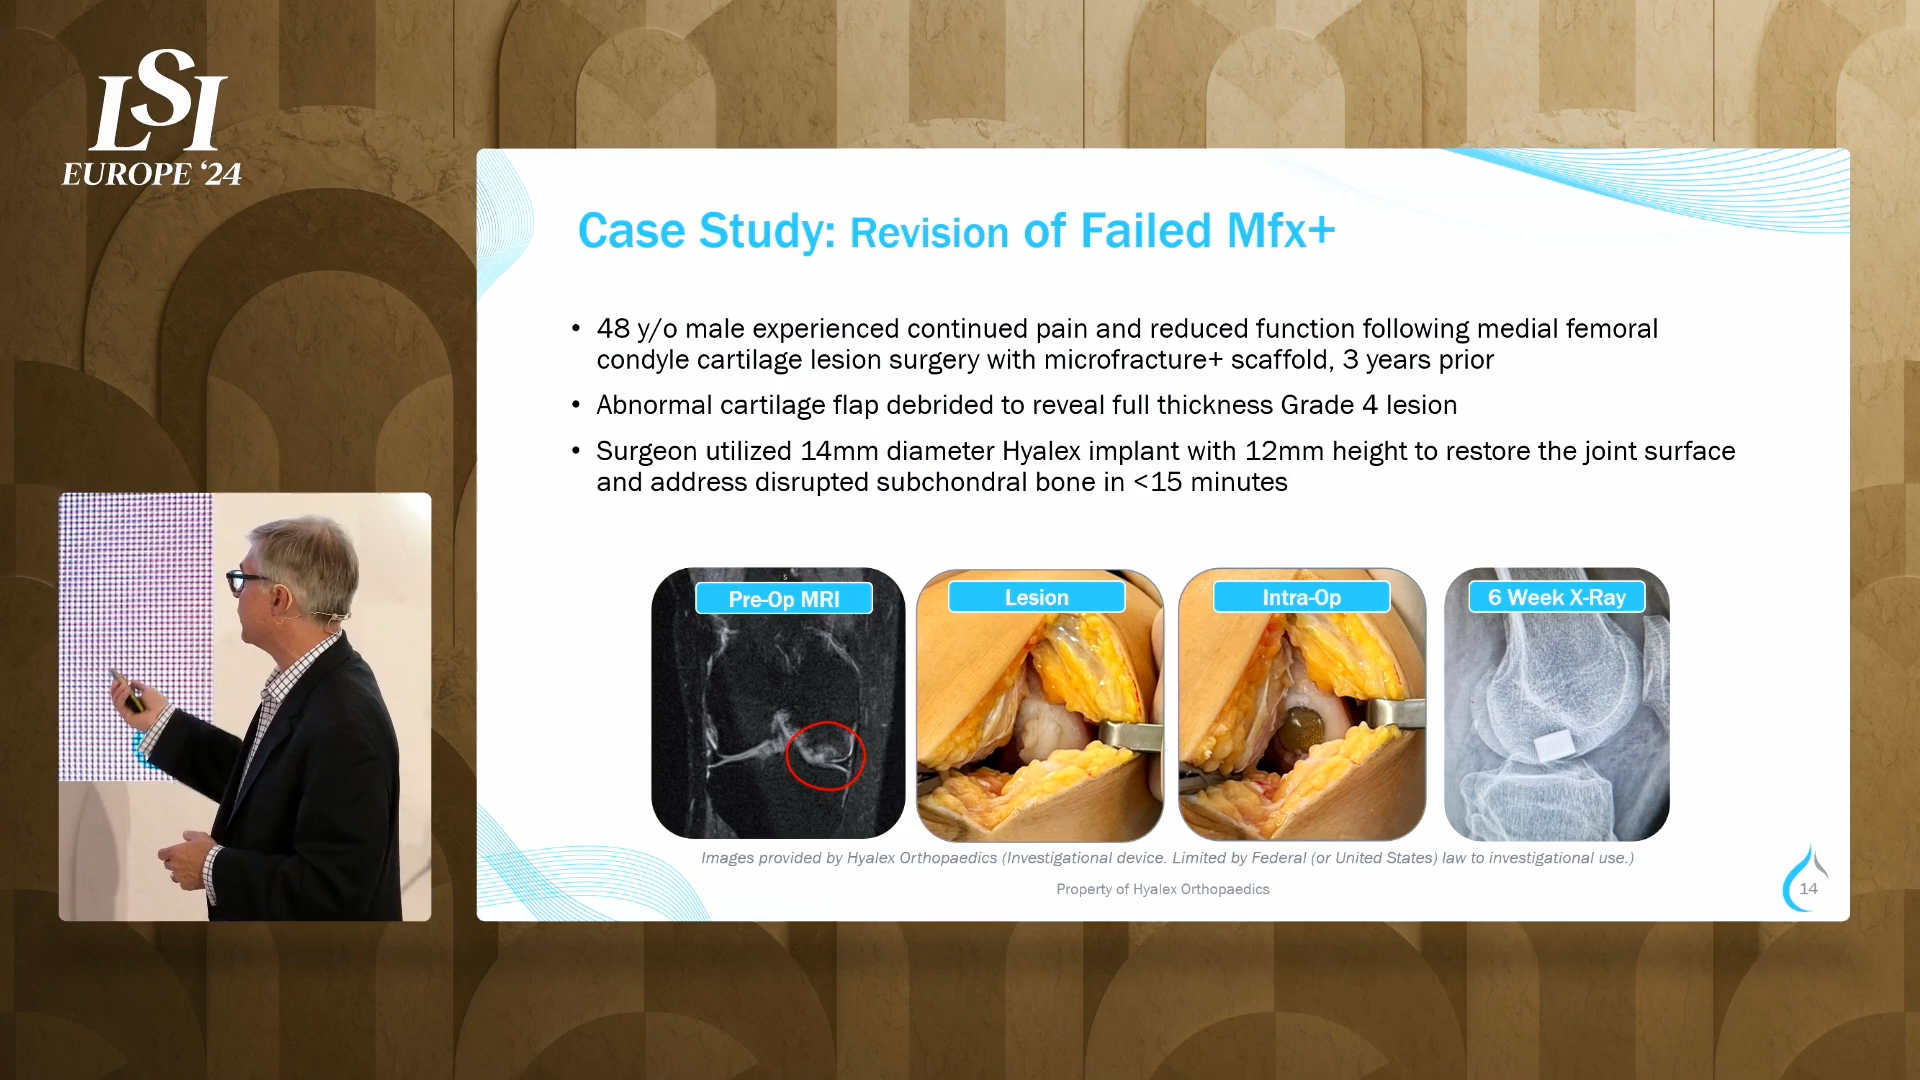 LSI
EUROPE ‘24
Case Study: Revision of Failed Mfx+
• 48 y/o male experienced continued pain and reduced function following medial femoral
condyle cartilage lesion surgery with microfracture+ scaffold, 3 years prior
• Abnormal cartilage flap debrided to reveal full thickness Grade 4 lesion
• Surgeon utilized 14mm diameter Hyalex implant with 12mm height to restore the joint surface
and address disrupted subchondral bone in <15 minutes
Pre-Op MRI
Lesion
Intra-Op
6 Week X-Ray
Images provided by Hyalex Orthopaedics (Investigational device. Limited by Federal (or United States) law to investigational use.)
Property of Hyalex Orthopaedics
14